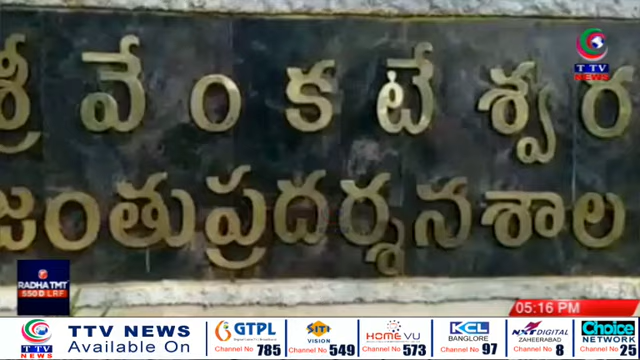 TTV
NEWS
శ్రీ వేంకటేశ్వర
జంతుప్రదర్శనశాల
RADHA TMT
550 D LRF
05:16 PM
TTV NEWS
TTV NEWS
Available On
GTPL
Channel No 785
SITI
VISION
Channel No 549
HOME VU
Channel No 573
KCL
BANGLORE
Channel No 97
NXT DIGITAL
ZAHEERABAD
Channel No 8
Choice
NETWORK
Channel No 25